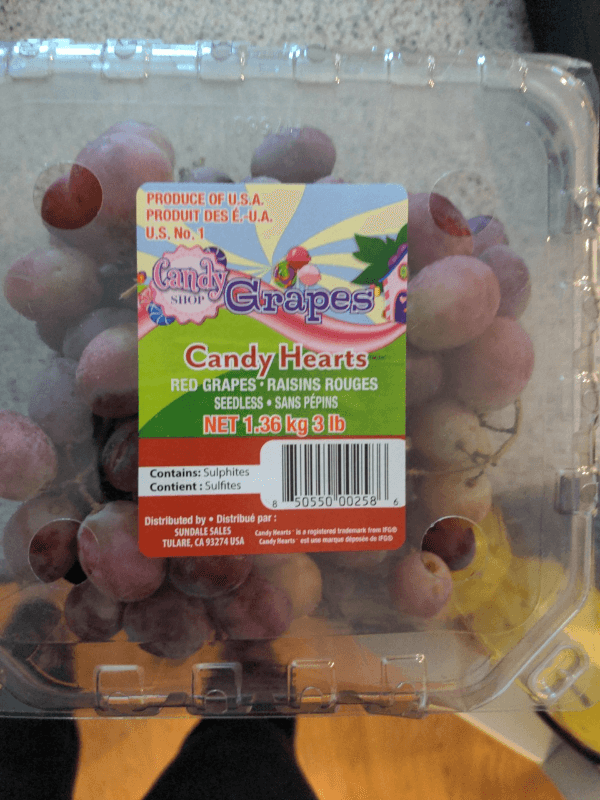 PRODUCE OF U.S.A.
PRODUIT DES É.-U.A.
U.S, No. 1
Candy
SHOP
Grapes
Candy Hearts
RED GRAPES • RAISINS ROUGES
SEEDLESS • SANS PÉPINS
NET 1.36 kg 3 lb
Contains: Sulphites
Contient : Sulfites
8 50550 00258 6
Distributed by • Distribué par :
SUNDALE SALES
TULARE, CA 93274 USA
Candy Hearts™ is a registered trademark from IFG®
Candy Hearts™ est une marque déposée de IFG®